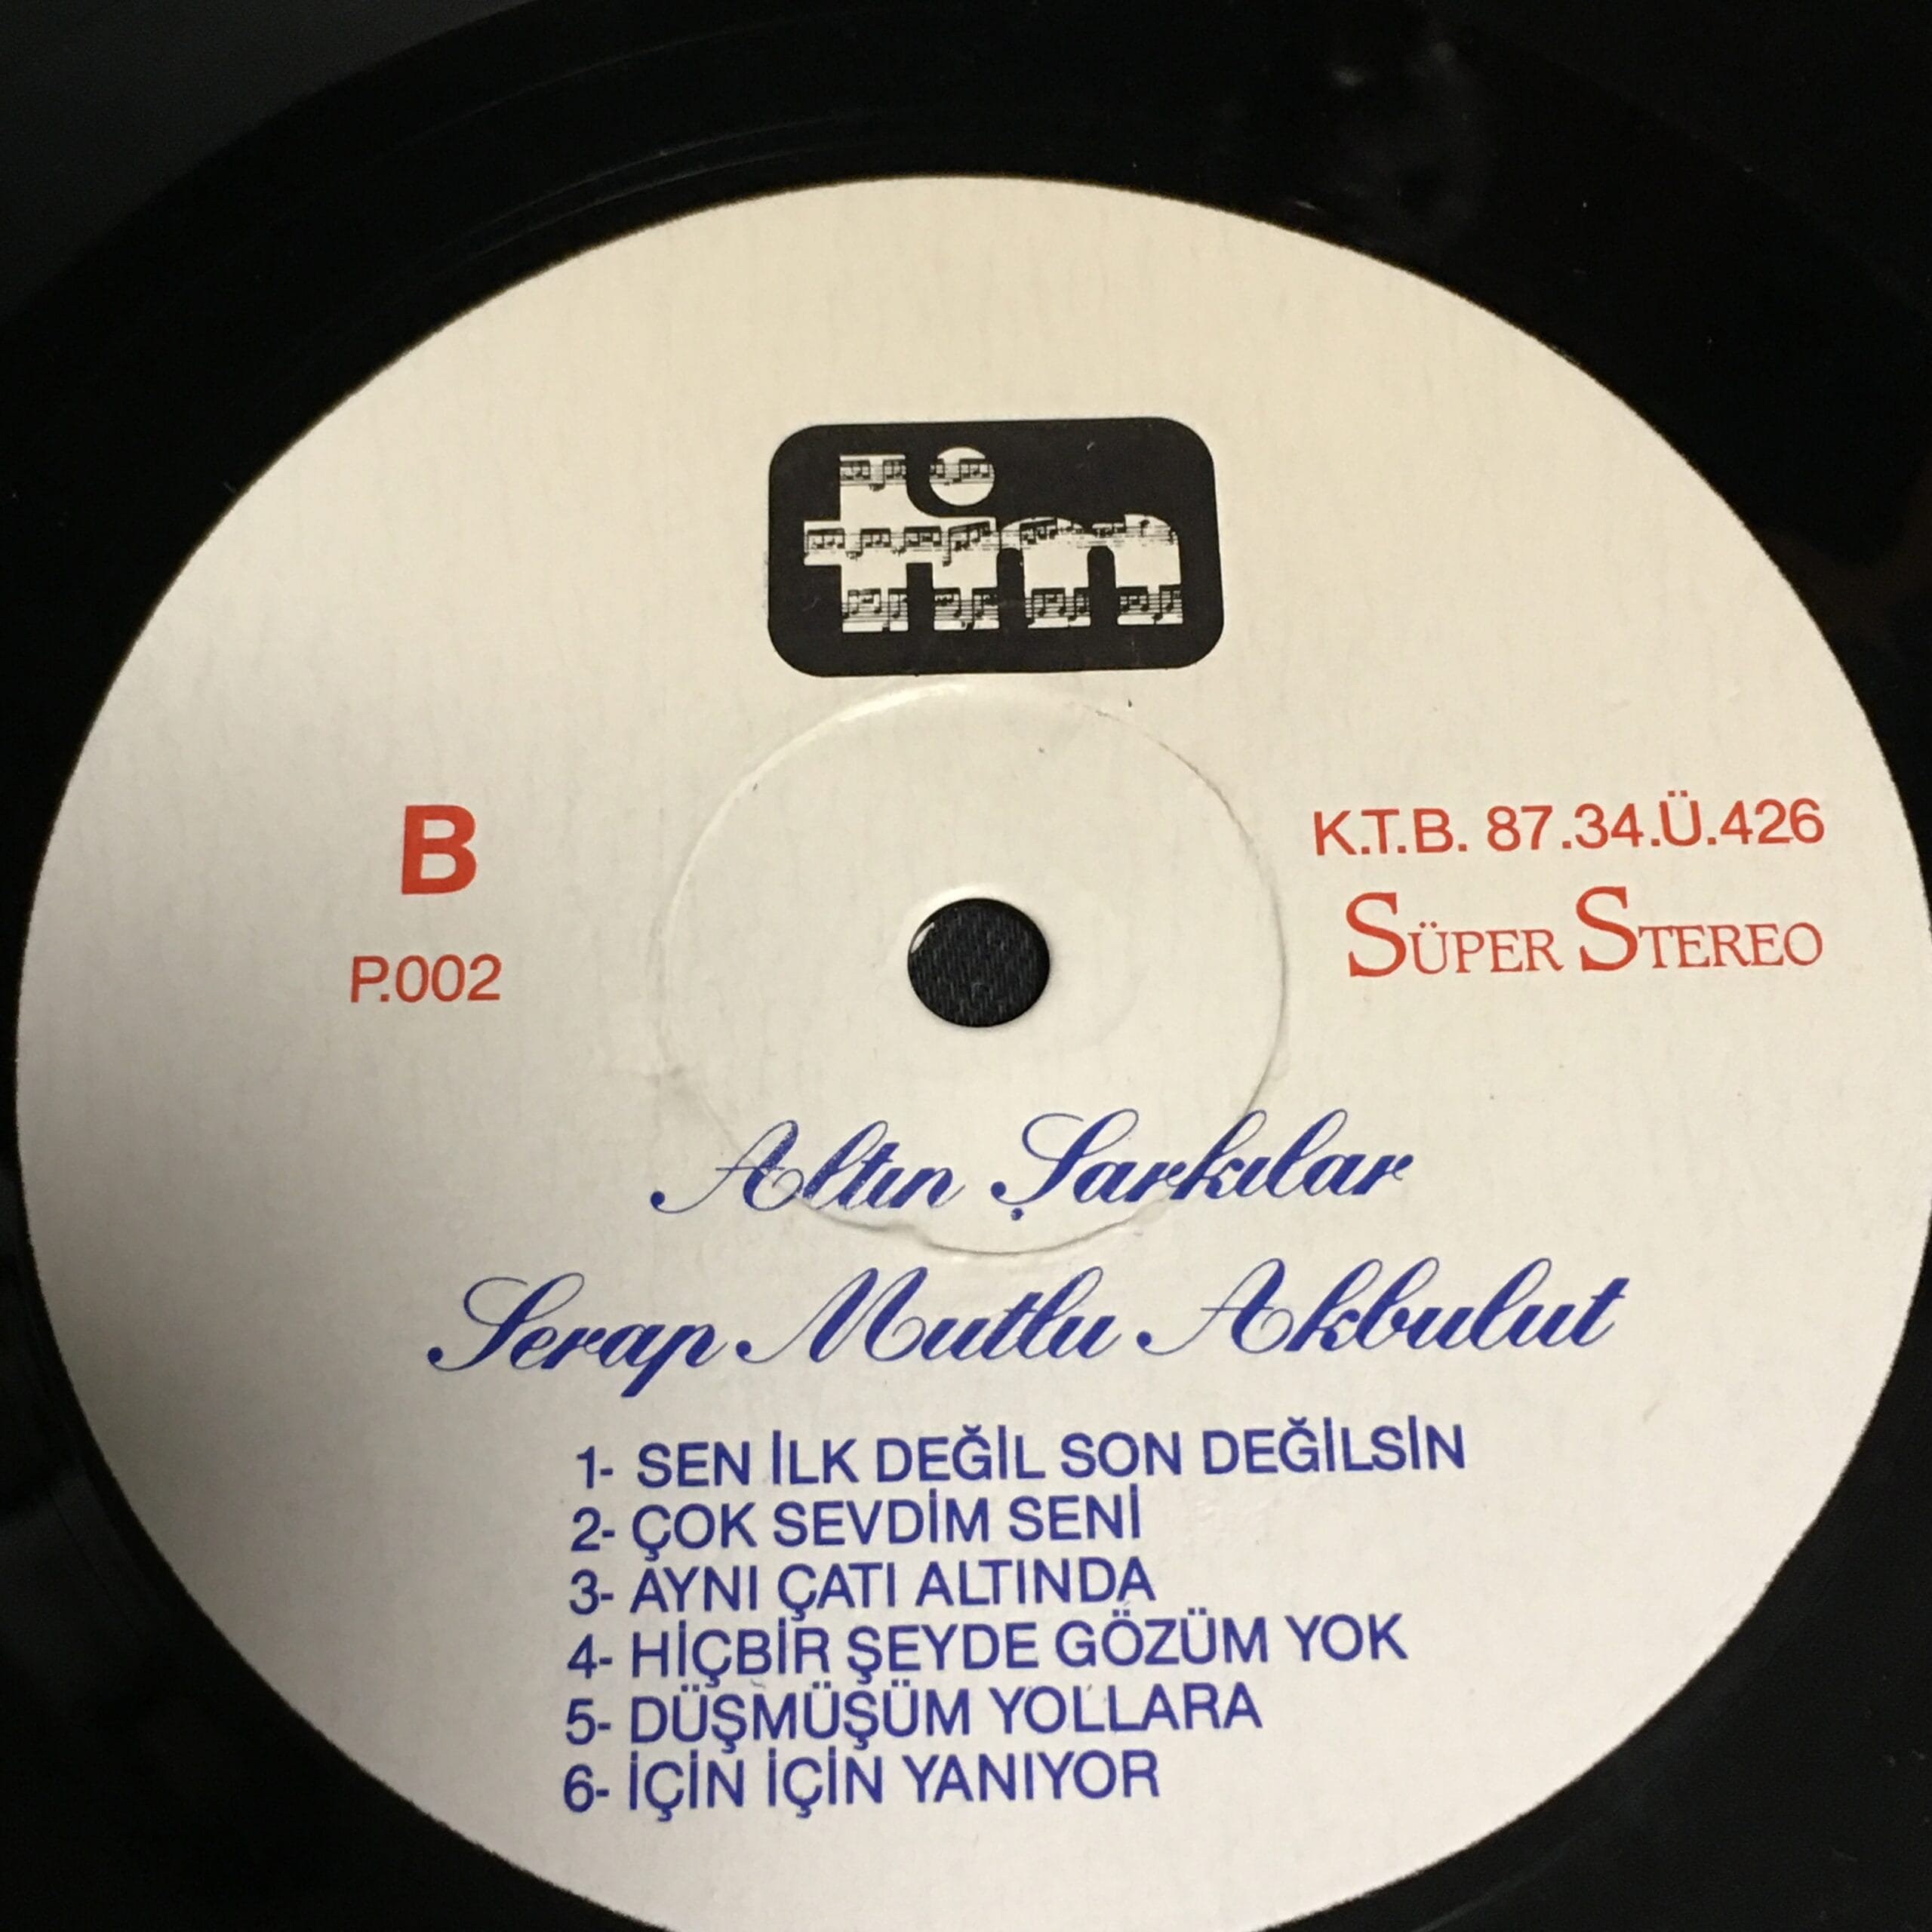 tim
B
P.002
K.T.B. 87.34.Ü.426
SÜPER STEREO
Altın Şarkılar
Serap Mutlu Akbulut
1- SEN İLK DEĞİL SON DEĞİLSİN
2- ÇOK SEVDİM SENİ
3- AYNI ÇATI ALTINDA
4- HİÇBİR ŞEYDE GÖZÜM YOK
5- DÜŞMÜŞÜM YOLLARA
6- İÇİN İÇİN YANIYOR